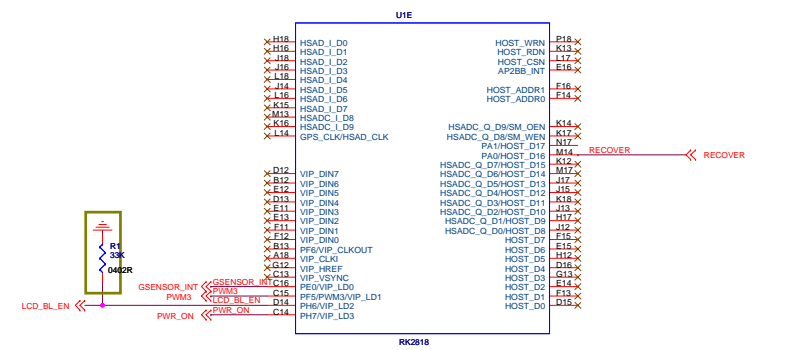 U1E
H18 HSAD_I_D0 HOST_WRN P18
H16 HSAD_I_D1 HOST_RDN K13
J18 HSAD_I_D2 HOST_CSN L17
J16 HSAD_I_D3 AP2BB_INT E16
L18 HSAD_I_D4
J14 HSAD_I_D5 HOST_ADDR1 F16
L16 HSAD_I_D6 HOST_ADDR0 F14
K15 HSAD_I_D7
M13 HSADC_I_D8
K16 HSADC_I_D9 HSADC_Q_D9/SM_OEN K14
L14 GPS_CLK/HSAD_CLK HSADC_Q_D8/SM_WEN K17
PA1/HOST_D17 N17
PA0/HOST_D16 M14 RECOVER RECOVER
HSADC_Q_D7/HOST_D15 K12
D12 VIP_DIN7 HSADC_Q_D6/HOST_D14 M17
B12 VIP_DIN6 HSADC_Q_D5/HOST_D13 J17
E12 VIP_DIN5 HSADC_Q_D4/HOST_D12 J15
D13 VIP_DIN4 HSADC_Q_D3/HOST_D11 K18
E11 VIP_DIN3 HSADC_Q_D2/HOST_D10 J13
E13 VIP_DIN2 HSADC_Q_D1/HOST_D9 H17
F11 VIP_DIN1 HSADC_Q_D0/HOST_D8 J12
F12 VIP_DIN0 HOST_D7 F15
R1 B13 PF6/VIP_CLKOUT HOST_D6 E15
33K A18 VIP_CLKI HOST_D5 H12
0402R G12 VIP_HREF HOST_D4 D16
C13 VIP_VSYNC HOST_D3 G13
GSENSOR_INT GSENSOR_INT C16 PE0/VIP_LD0 HOST_D2 E14
PWM3 PWM3 C15 PF5/PWM3/VIP_LD1 HOST_D1 F13
LCD_BL_EN LCD_BL_EN D14 PH6/VIP_LD2 HOST_D0 D15
PWR_ON PWR_ON C14 PH7/VIP_LD3
RK2818